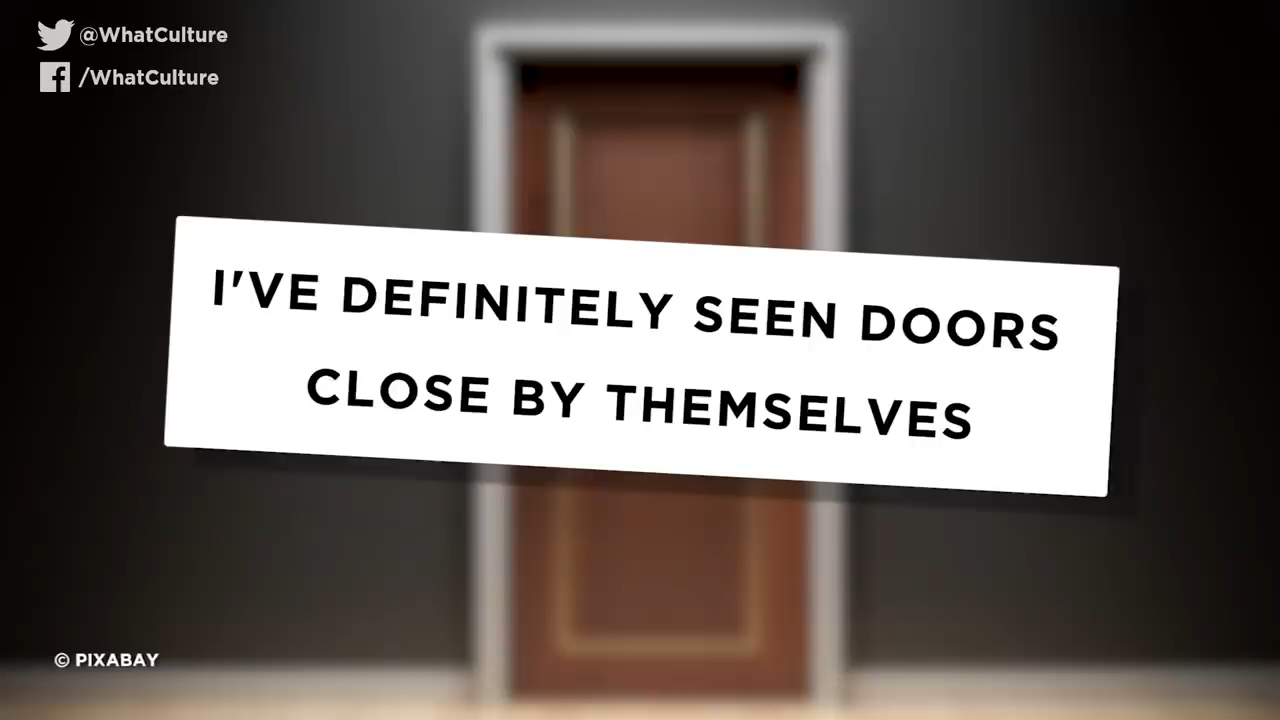 @WhatCulture
/WhatCulture
I'VE DEFINITELY SEEN DOORS
CLOSE BY THEMSELVES
© PIXABAY